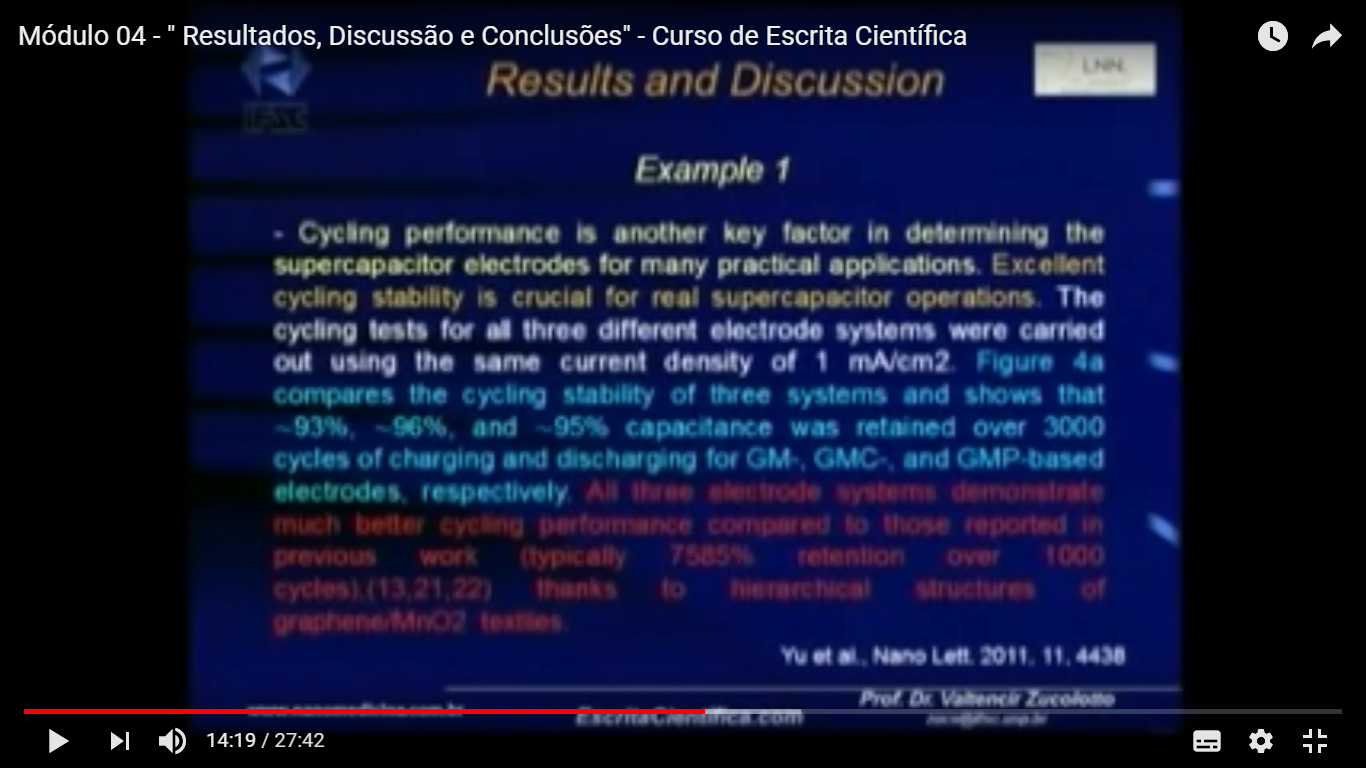 Módulo 04 - " Resultados, Discussão e Conclusões" - Curso de Escrita Científica
LNN
IFSC
Results and Discussion
Example 1
- Cycling performance is another key factor in determining the
supercapacitor electrodes for many practical applications. Excellent
cycling stability is crucial for real supercapacitor operations. The
cycling tests for all three different electrode systems were carried
out using the same current density of 1 mA/cm2. Figure 4a
compares the cycling stability of three systems and shows that
~93%, ~96%, and ~95% capacitance was retained over 3000
cycles of charging and discharging for GM-, GMC-, and GMP-based
electrodes, respectively. All three electrode systems demonstrate
much better cycling performance compared to those reported in
previous work (typically 7585% retention over 1000
cycles),(13,21,22) thanks to hierarchical structures of
graphene/MnO2 textiles.
Yu et al., Nano Lett. 2011, 11, 4438
Prof. Dr. Valtencir Zucolotto
EscritaCientífica.com
14:19 / 27:42